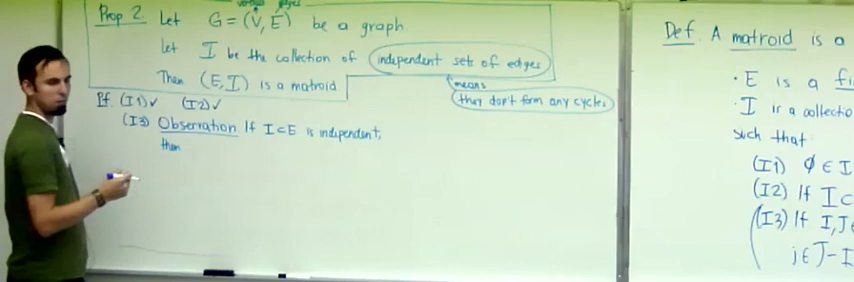 vertices edges
Prop 2. Let G = (V, E) be a graph.
Let I be the collection of independent sets of edges
Then (E, I) is a matroid
means
they don't form any cycles
Pf. (I1) ✓ (I2) ✓
(I3) Observation If I ⊂ E is independent,
then
Def. A matroid is a
· E is a
· I is a collectio
such that:
(I1) ∅ ∈ I
(I2) If I ⊂
(I3) If I, J ∈
j ∈ J - I